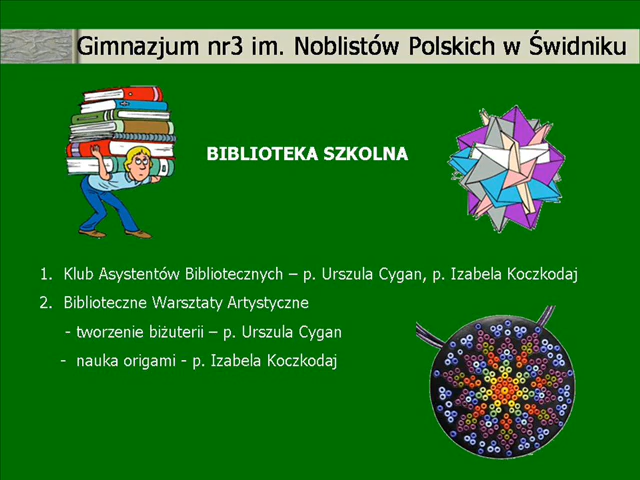 Gimnazjum nr3 im. Noblistów Polskich w Świdniku
BIBLIOTEKA SZKOLNA
1. Klub Asystentów Bibliotecznych – p. Urszula Cygan, p. Izabela Koczkodaj
2. Biblioteczne Warsztaty Artystyczne
- tworzenie biżuterii – p. Urszula Cygan
- nauka origami - p. Izabela Koczkodaj